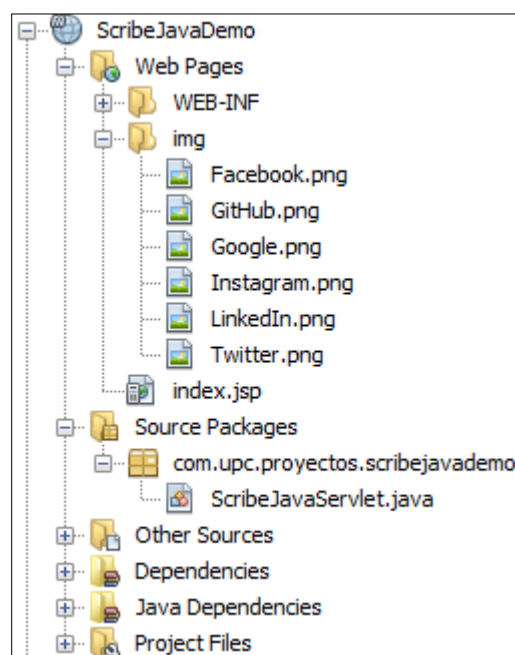 ScribeJavaDemo
Web Pages
WEB-INF
img
Facebook.png
GitHub.png
Google.png
Instagram.png
LinkedIn.png
Twitter.png
index.jsp
Source Packages
com.upc.proyectos.scribejavademo
ScribeJavaServlet.java
Other Sources
Dependencies
Java Dependencies
Project Files